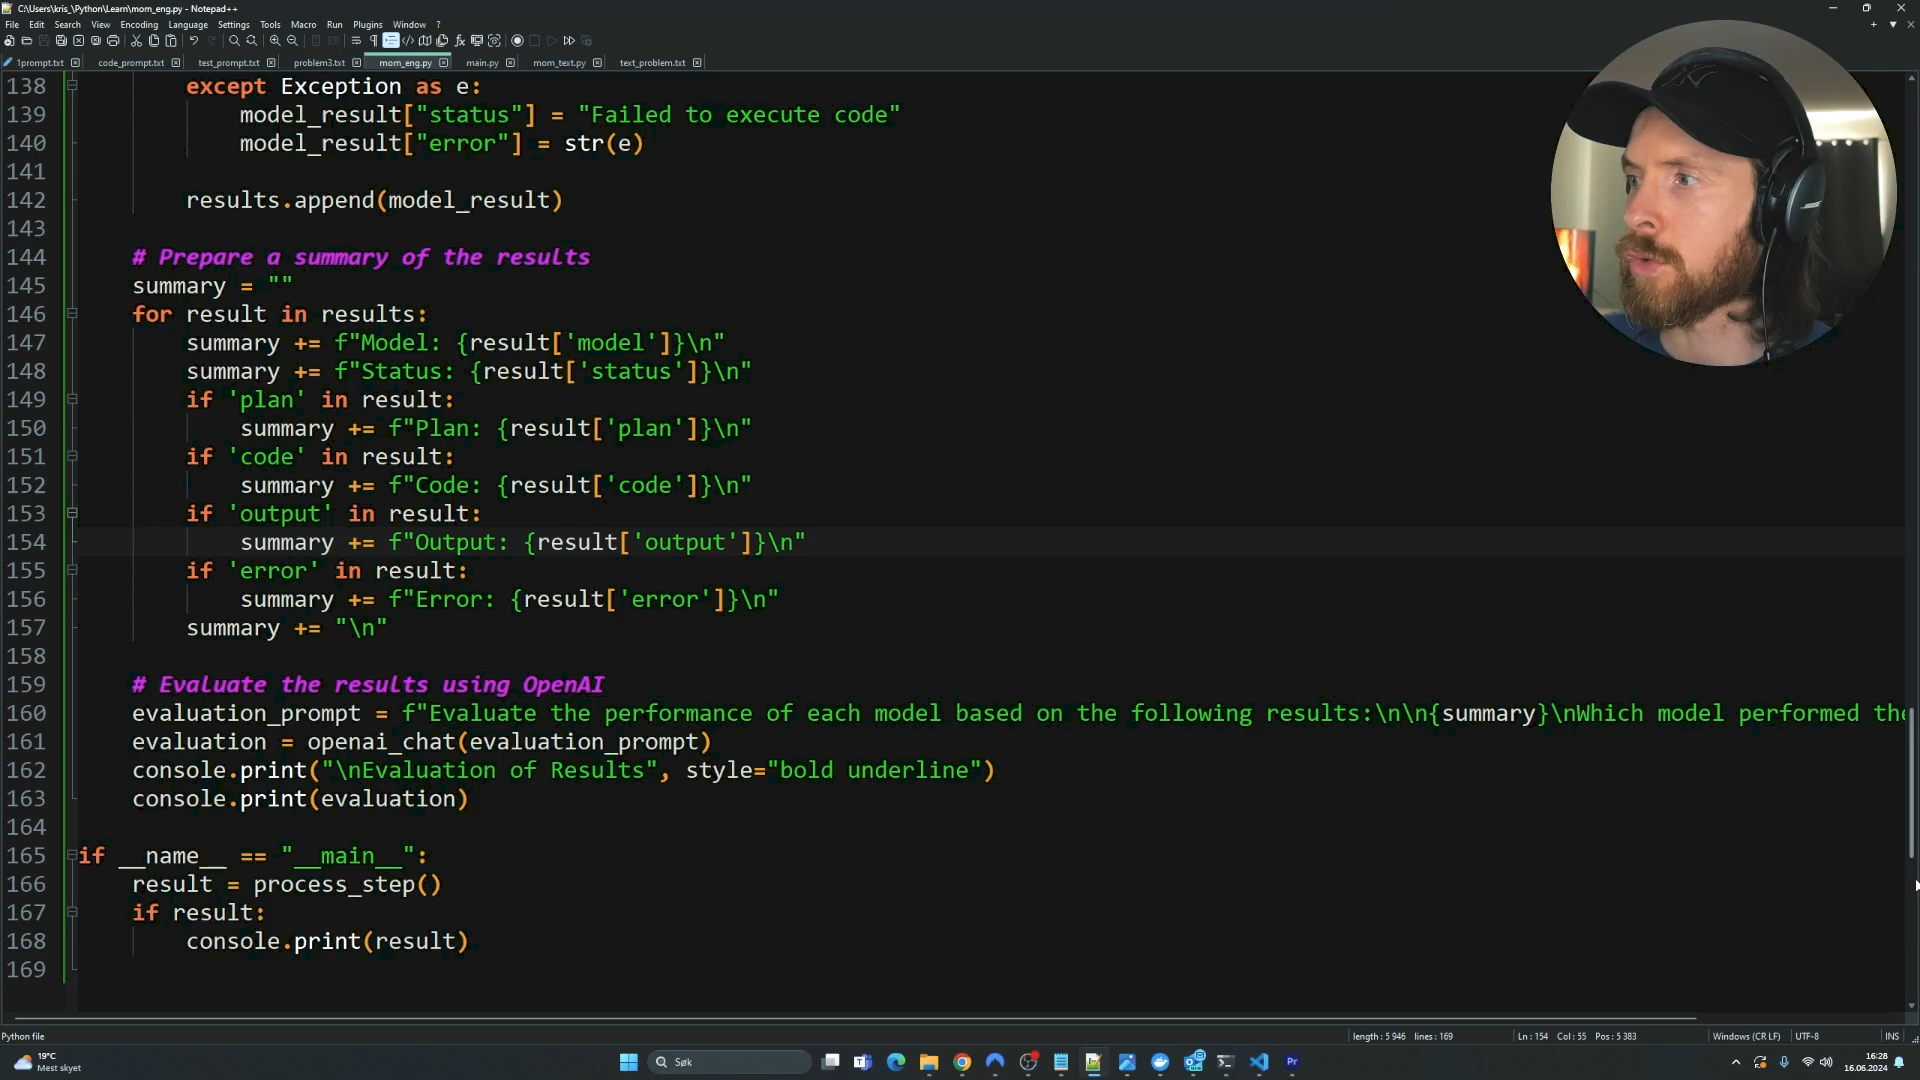 C:\Users\kris_\Python\Learn\mom_eng.py - Notepad++
File Edit Search View Encoding Language Settings Tools Macro Run Plugins Window ?
1prompt.txt code_prompt.txt test_prompt.txt problem3.txt mom_eng.py main.py mom_text.py text_problem.txt
138 except Exception as e:
139 model_result["status"] = "Failed to execute code"
140 model_result["error"] = str(e)
141
142 results.append(model_result)
143
144 # Prepare a summary of the results
145 summary = ""
146 for result in results:
147 summary += f"Model: {result['model']}\n"
148 summary += f"Status: {result['status']}\n"
149 if 'plan' in result:
150 summary += f"Plan: {result['plan']}\n"
151 if 'code' in result:
152 summary += f"Code: {result['code']}\n"
153 if 'output' in result:
154 summary += f"Output: {result['output']}\n"
155 if 'error' in result:
156 summary += f"Error: {result['error']}\n"
157 summary += "\n"
158
159 # Evaluate the results using OpenAI
160 evaluation_prompt = f"Evaluate the performance of each model based on the following results:\n\n{summary}\nWhich model performed the
161 evaluation = openai_chat(evaluation_prompt)
162 console.print("\nEvaluation of Results", style="bold underline")
163 console.print(evaluation)
164
165 if __name__ == "__main__":
166 result = process_step()
167 if result:
168 console.print(result)
169
Python file length : 5 946 lines : 169 Ln : 154 Col : 55 Pos : 5 383 Windows (CR LF) UTF-8 INS
19°C
Mest skyet
Søk
16:28
16.06.2024